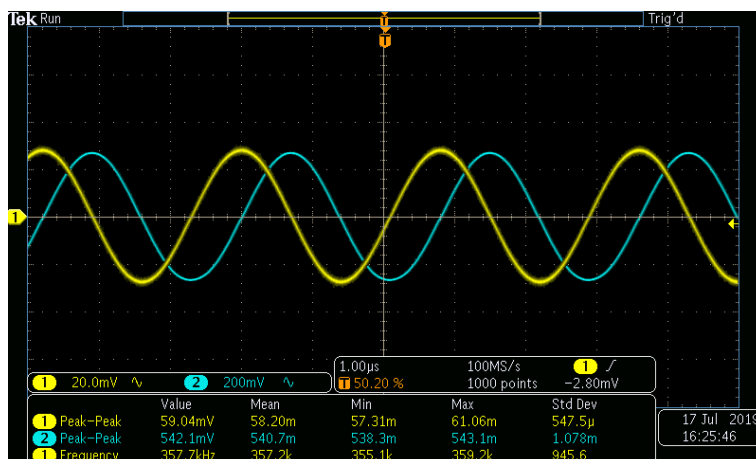 Tek Run Trig'd
T
T
1
1 20.0mV ∿ 2 200mV ∿
1.00µs 100MS/s 1 ∫
T 50.20 % 1000 points −2.80mV
Value Mean Min Max Std Dev
1 Peak−Peak 59.04mV 58.20m 57.31m 61.06m 547.5µ
2 Peak−Peak 542.1mV 540.7m 538.3m 543.1m 1.078m
1 Frequency 357.7kHz 357.2k 355.1k 359.2k 945.6
17 Jul 2019
16:25:46